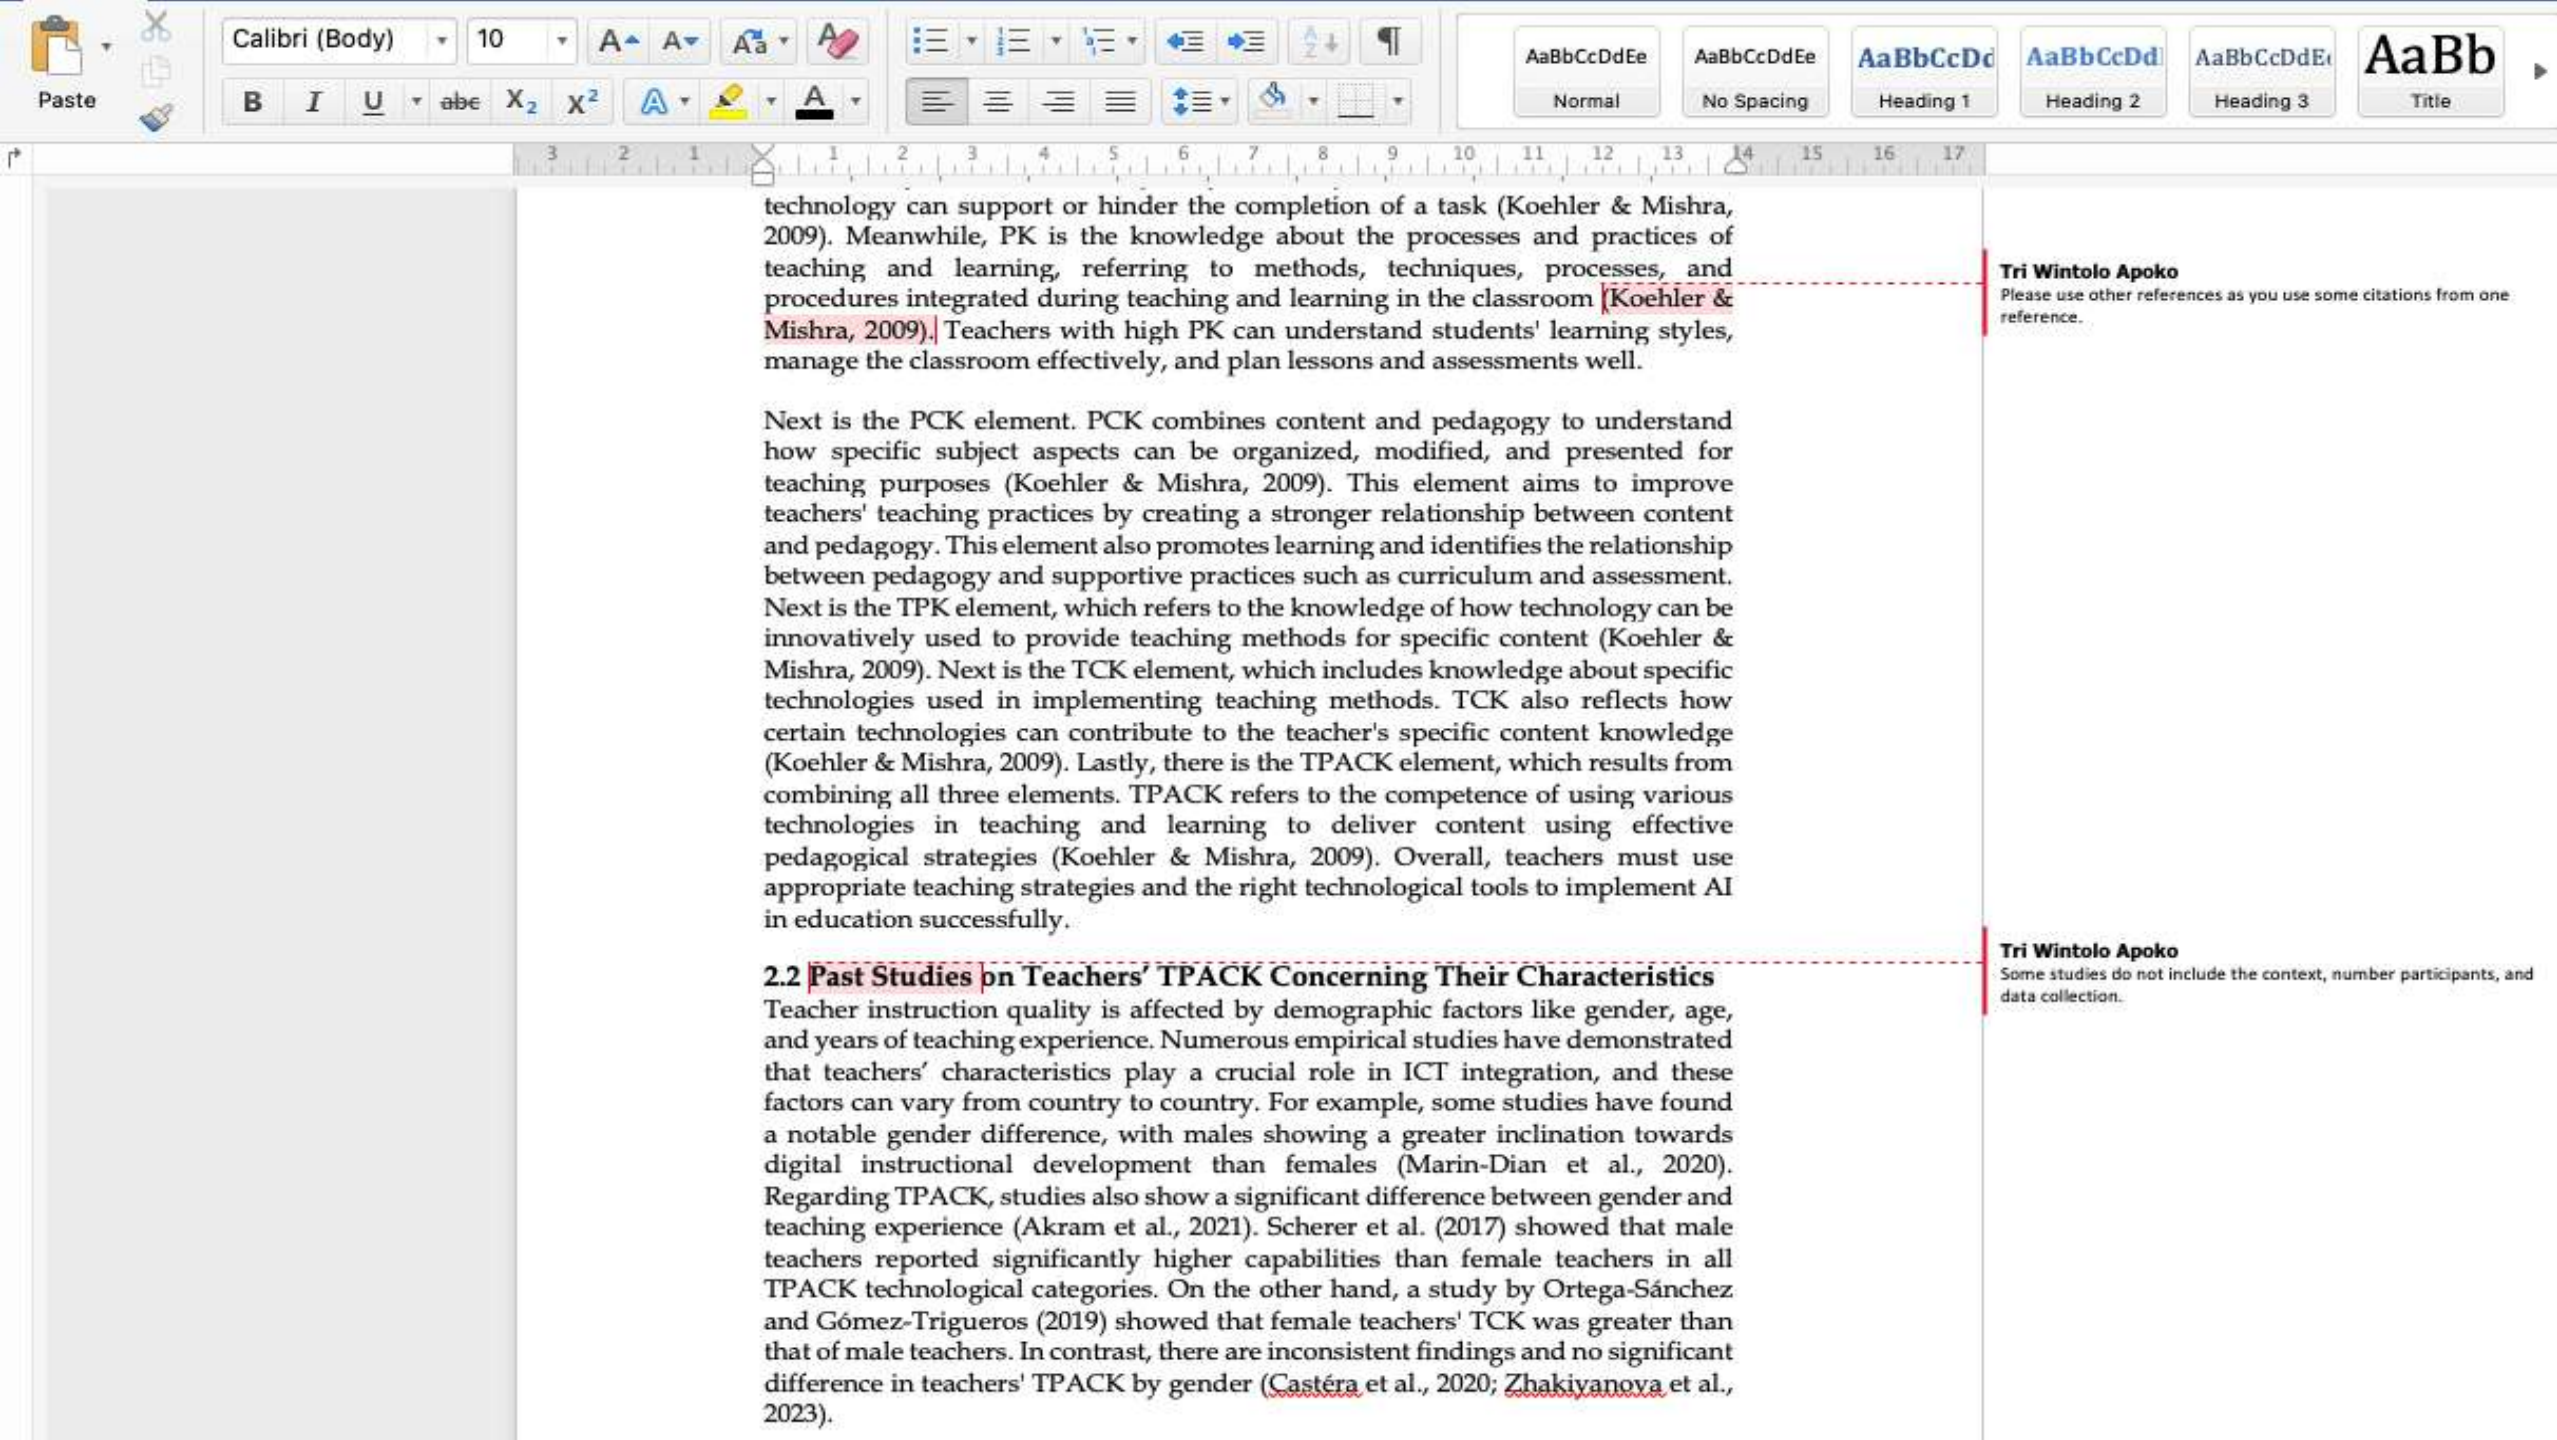 Paste
Calibri (Body)
10
B I U abc X2 X2 A A
AaBbCcDdEe
Normal
AaBbCcDdEe
No Spacing
AaBbCcDc
Heading 1
AaBbCcDd
Heading 2
AaBbCcDdEe
Heading 3
AaBb
Title
3 2 1 1 2 3 4 5 6 7 8 9 10 11 12 13 14 15 16 17
technology can support or hinder the completion of a task (Koehler & Mishra,
2009). Meanwhile, PK is the knowledge about the processes and practices of
teaching and learning, referring to methods, techniques, processes, and
procedures integrated during teaching and learning in the classroom (Koehler &
Mishra, 2009). Teachers with high PK can understand students' learning styles,
manage the classroom effectively, and plan lessons and assessments well.
Tri Wintolo Apoko
Please use other references as you use some citations from one
reference.
Next is the PCK element. PCK combines content and pedagogy to understand
how specific subject aspects can be organized, modified, and presented for
teaching purposes (Koehler & Mishra, 2009). This element aims to improve
teachers' teaching practices by creating a stronger relationship between content
and pedagogy. This element also promotes learning and identifies the relationship
between pedagogy and supportive practices such as curriculum and assessment.
Next is the TPK element, which refers to the knowledge of how technology can be
innovatively used to provide teaching methods for specific content (Koehler &
Mishra, 2009). Next is the TCK element, which includes knowledge about specific
technologies used in implementing teaching methods. TCK also reflects how
certain technologies can contribute to the teacher's specific content knowledge
(Koehler & Mishra, 2009). Lastly, there is the TPACK element, which results from
combining all three elements. TPACK refers to the competence of using various
technologies in teaching and learning to deliver content using effective
pedagogical strategies (Koehler & Mishra, 2009). Overall, teachers must use
appropriate teaching strategies and the right technological tools to implement AI
in education successfully.
2.2 Past Studies on Teachers’ TPACK Concerning Their Characteristics
Tri Wintolo Apoko
Some studies do not include the context, number participants, and
data collection.
Teacher instruction quality is affected by demographic factors like gender, age,
and years of teaching experience. Numerous empirical studies have demonstrated
that teachers’ characteristics play a crucial role in ICT integration, and these
factors can vary from country to country. For example, some studies have found
a notable gender difference, with males showing a greater inclination towards
digital instructional development than females (Marin-Dian et al., 2020).
Regarding TPACK, studies also show a significant difference between gender and
teaching experience (Akram et al., 2021). Scherer et al. (2017) showed that male
teachers reported significantly higher capabilities than female teachers in all
TPACK technological categories. On the other hand, a study by Ortega-Sánchez
and Gómez-Trigueros (2019) showed that female teachers' TCK was greater than
that of male teachers. In contrast, there are inconsistent findings and no significant
difference in teachers' TPACK by gender (Castéra et al., 2020; Zhakiyanova et al.,
2023).